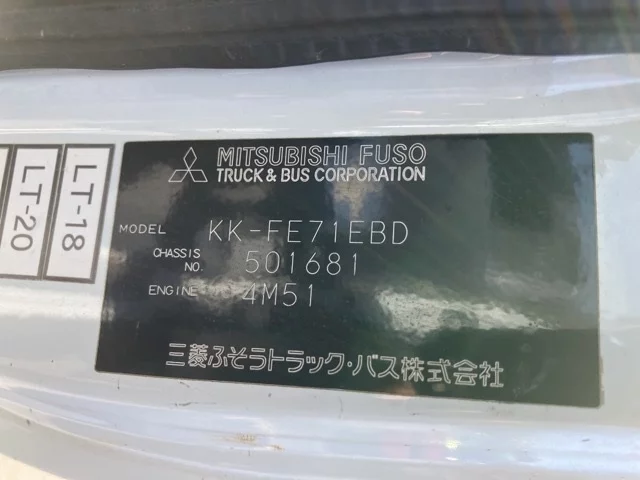 MITSUBISHI FUSO
TRUCK & BUS CORPORATION
MODEL KK-FE71EBD
CHASSIS NO. 501681
ENGINE 4M51
三菱ふそうトラック・バス株式会社
LT-20
LT-18